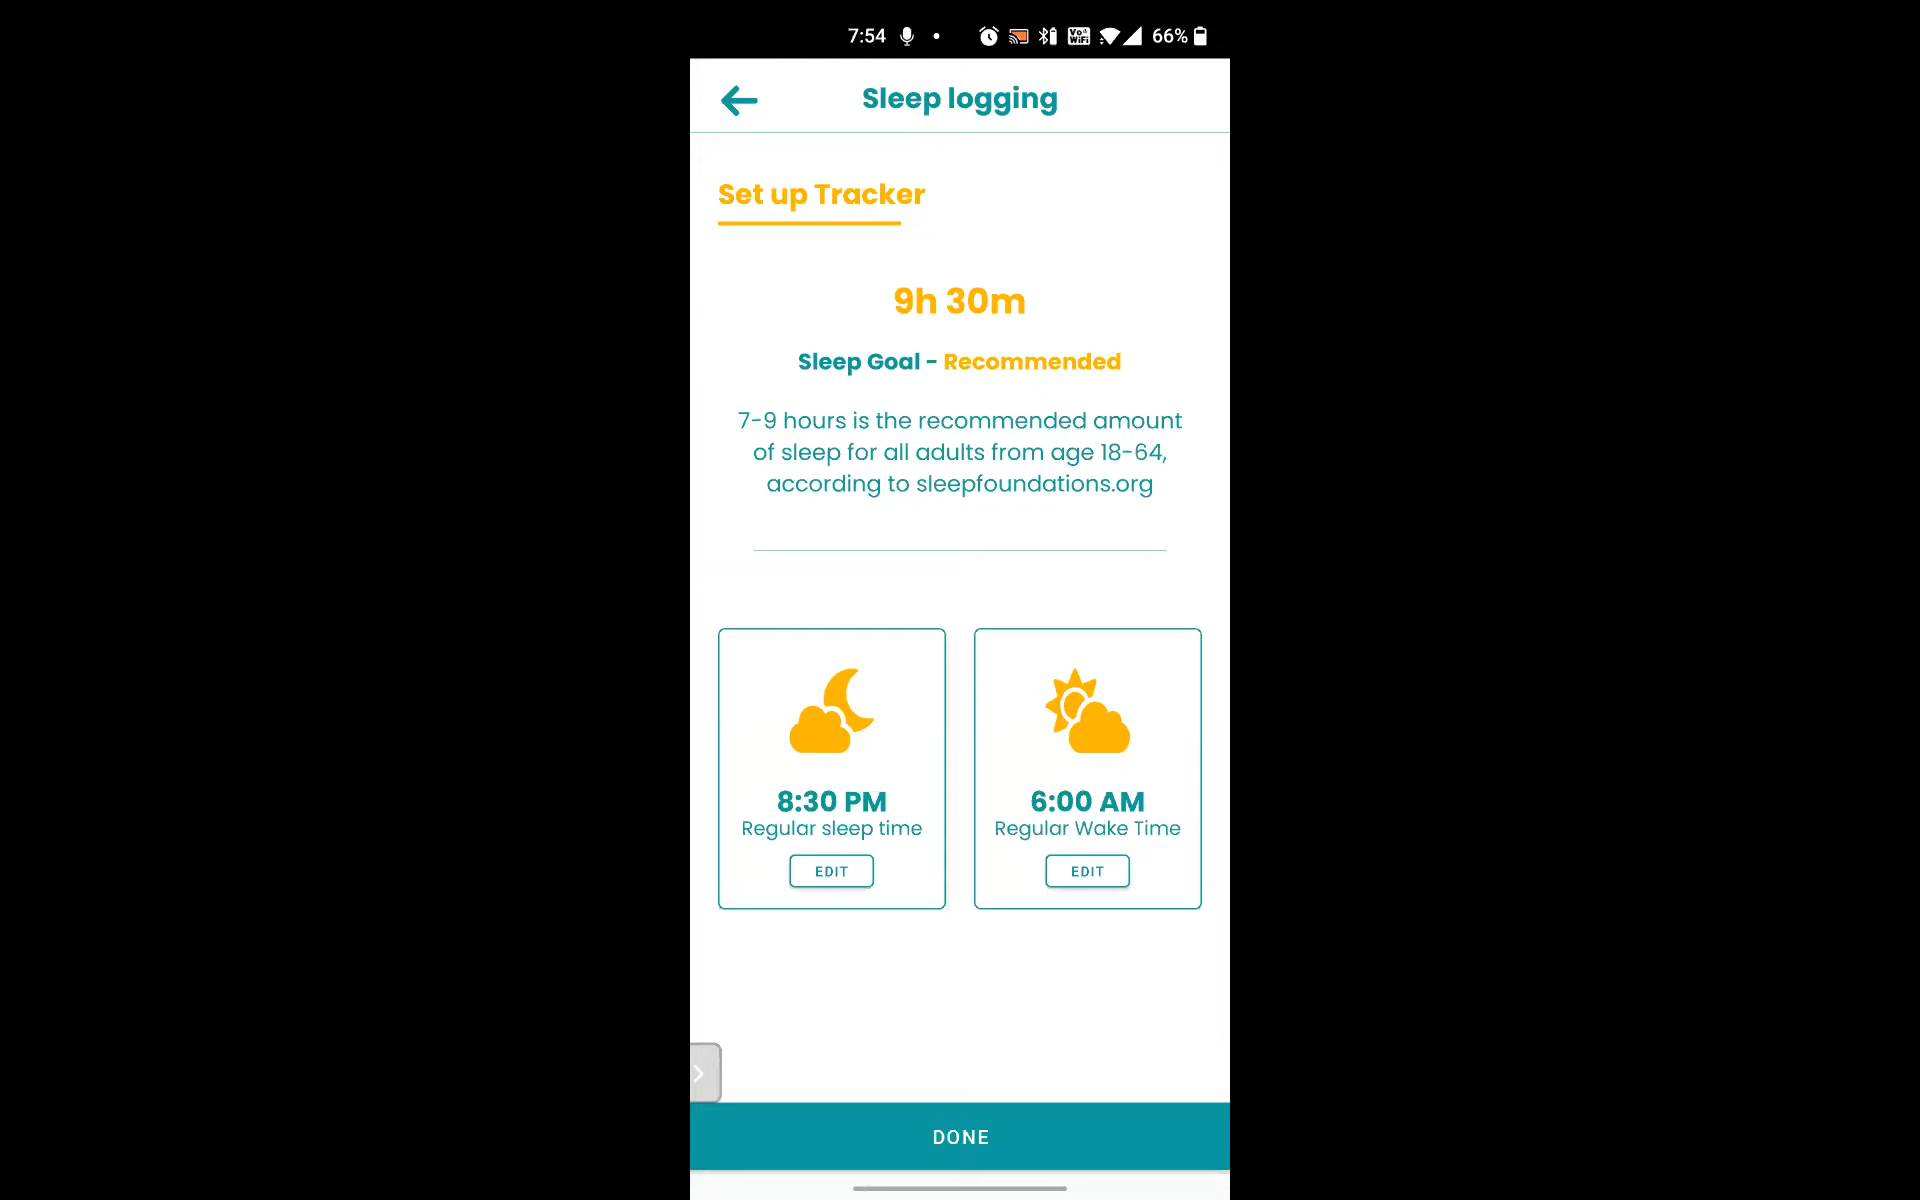 7:54
Vo
WiFi
66%
Sleep logging
Set up Tracker
9h 30m
Sleep Goal - Recommended
7-9 hours is the recommended amount
of sleep for all adults from age 18-64,
according to sleepfoundations.org
8:30 PM
Regular sleep time
EDIT
6:00 AM
Regular Wake Time
EDIT
DONE